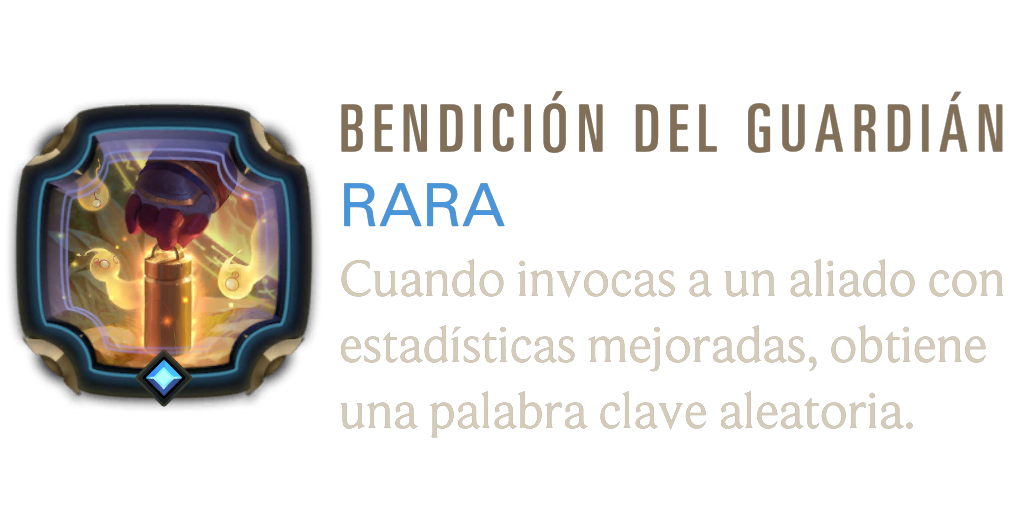 BENDICIÓN DEL GUARDIÁN
RARA
Cuando invocas a un aliado con
estadísticas mejoradas, obtiene
una palabra clave aleatoria.